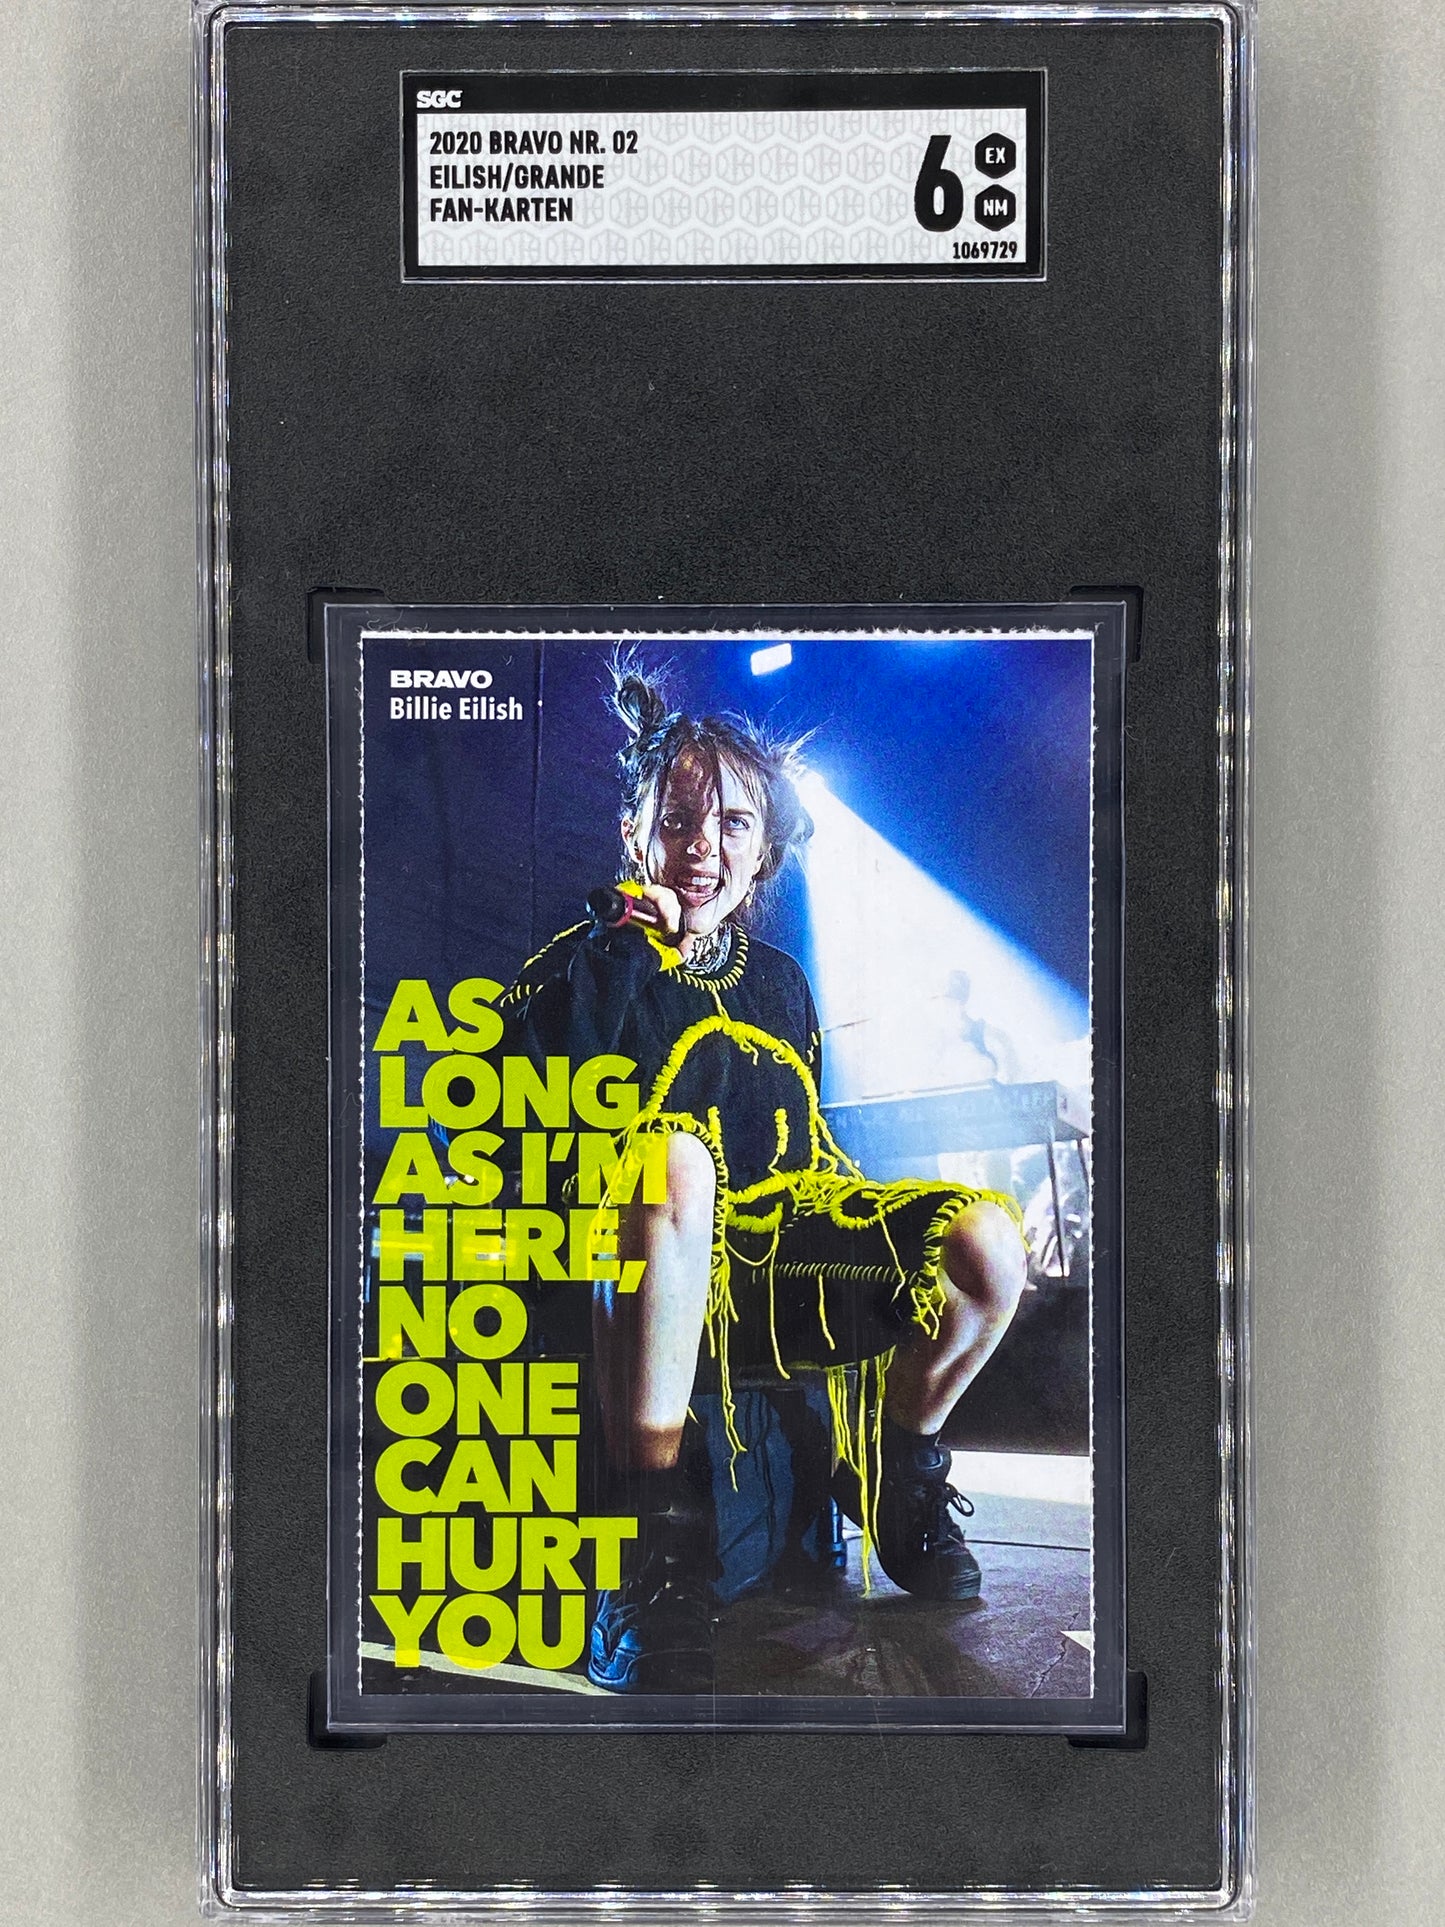 SGC
2020 BRAVO NR. 02
EILISH/GRANDE
FAN-KARTEN
6
EX
NM
1069729
BRAVO
Billie Eilish
AS
LONG
AS I'M
HERE,
NO
ONE
CAN
HURT
YOU